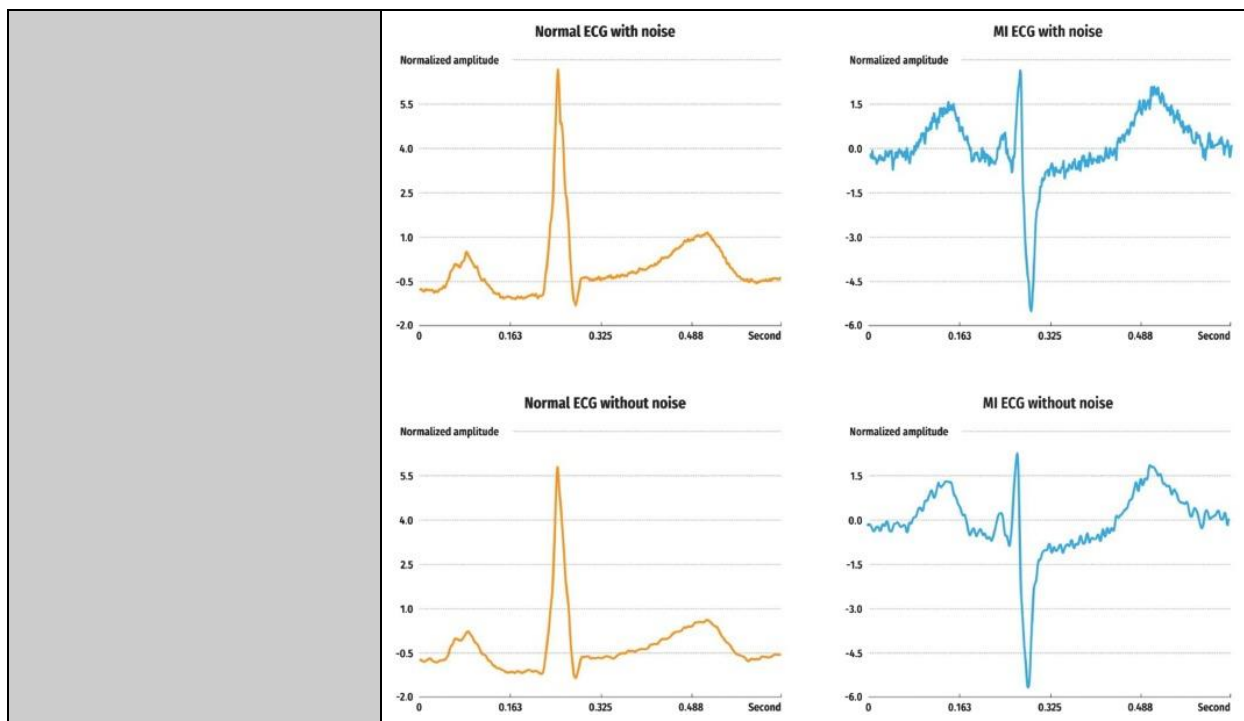 Normal ECG with noise
Normalized amplitude
5.5
4.0
2.5
1.0
-0.5
-2.0
0 0.163 0.325 0.488 Second
MI ECG with noise
Normalized amplitude
1.5
0.0
-1.5
-3.0
-4.5
-6.0
0 0.163 0.325 0.488 Second
Normal ECG without noise
Normalized amplitude
5.5
4.0
2.5
1.0
-0.5
-2.0
0 0.163 0.325 0.488 Second
MI ECG without noise
Normalized amplitude
1.5
0.0
-1.5
-3.0
-4.5
-6.0
0 0.163 0.325 0.488 Second